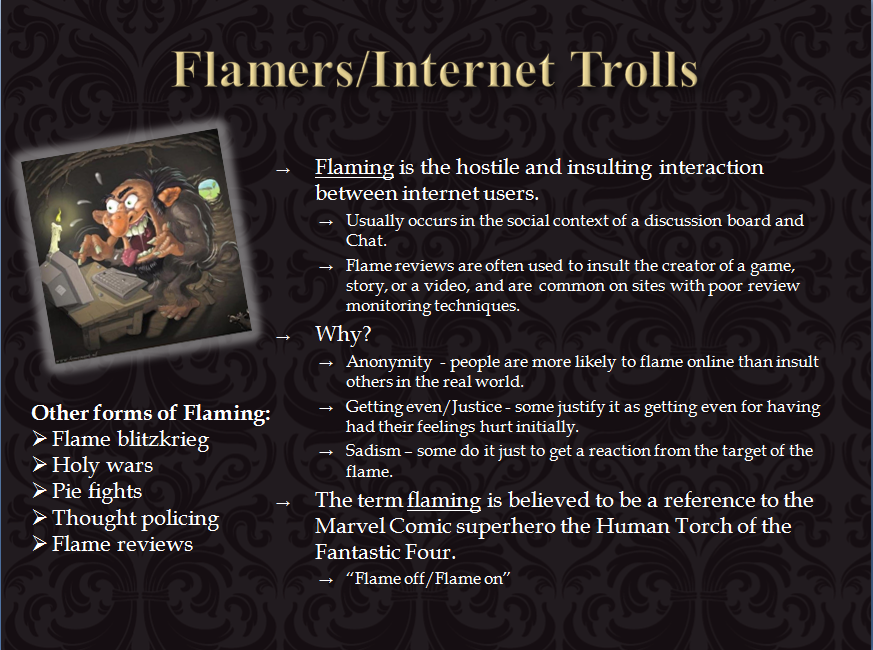 Flamers/Internet Trolls
→ Flaming is the hostile and insulting interaction
between internet users.
→ Usually occurs in the social context of a discussion board and
Chat.
→ Flame reviews are often used to insult the creator of a game,
story, or a video, and are common on sites with poor review
monitoring techniques.
→ Why?
→ Anonymity - people are more likely to flame online than insult
others in the real world.
→ Getting even/Justice - some justify it as getting even for having
had their feelings hurt initially.
→ Sadism – some do it just to get a reaction from the target of the
flame.
→ The term flaming is believed to be a reference to the
Marvel Comic superhero the Human Torch of the
Fantastic Four.
→ “Flame off/Flame on”
Other forms of Flaming:
➢ Flame blitzkrieg
➢ Holy wars
➢ Pie fights
➢ Thought policing
➢ Flame reviews